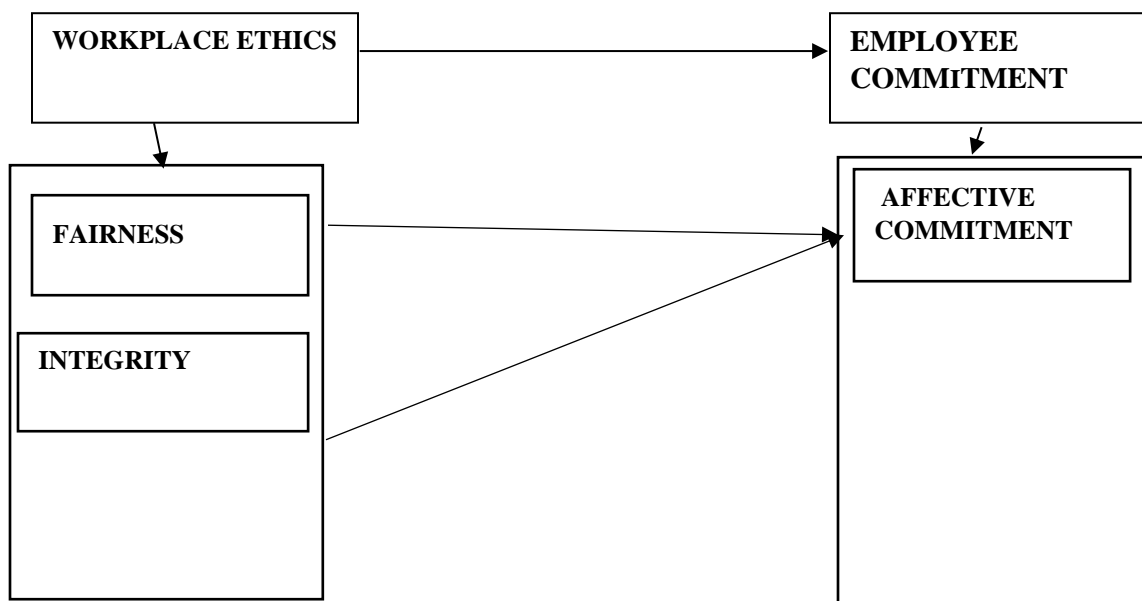 WORKPLACE ETHICS
EMPLOYEE
COMMITMENT
FAIRNESS
AFFECTIVE
COMMITMENT
INTEGRITY